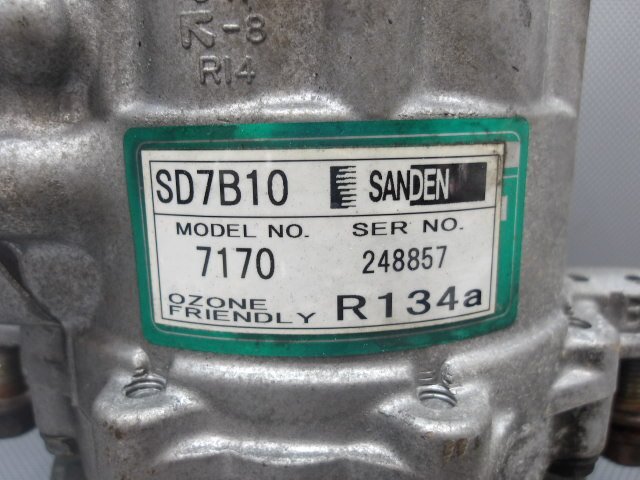 -8
R14
SD7B10 SANDEN
MODEL NO. SER NO.
7170 248857
OZONE
FRIENDLY R134a